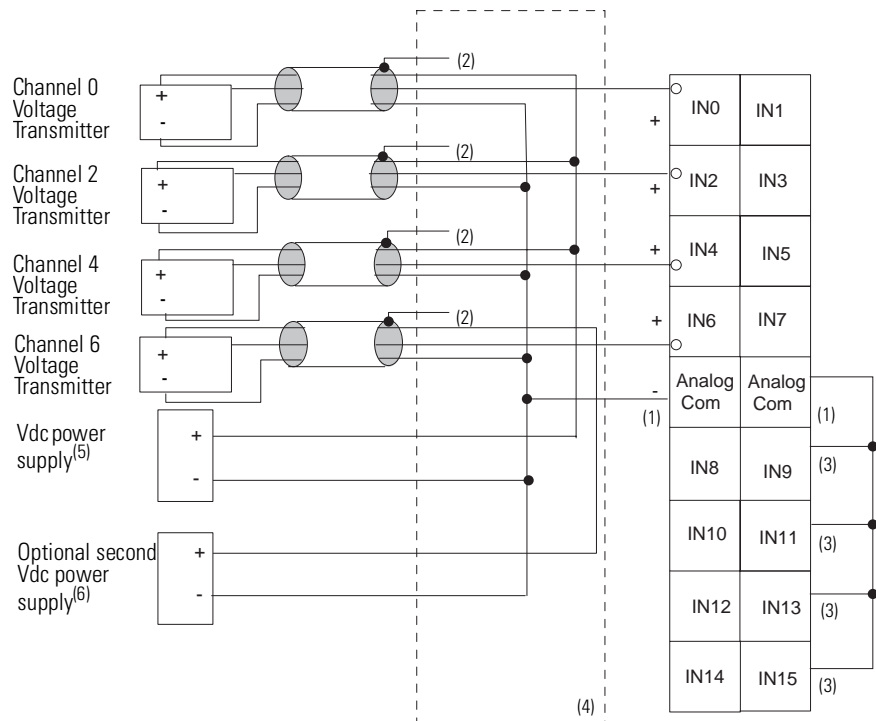 Channel 0
Voltage
Transmitter
+
-
(2)
Channel 2
Voltage
Transmitter
+
-
(2)
Channel 4
Voltage
Transmitter
+
-
(2)
Channel 6
Voltage
Transmitter
+
-
(2)
Vdc power
supply(5)
+
-
Optional second
Vdc power
supply(6)
+
-
(4)
+
IN0
IN1
+
IN2
IN3
+
IN4
IN5
+
IN6
IN7
-
(1)
Analog
Com
Analog
Com
(1)
IN8
IN9
(3)
IN10
IN11
(3)
IN12
IN13
(3)
IN14
IN15
(3)